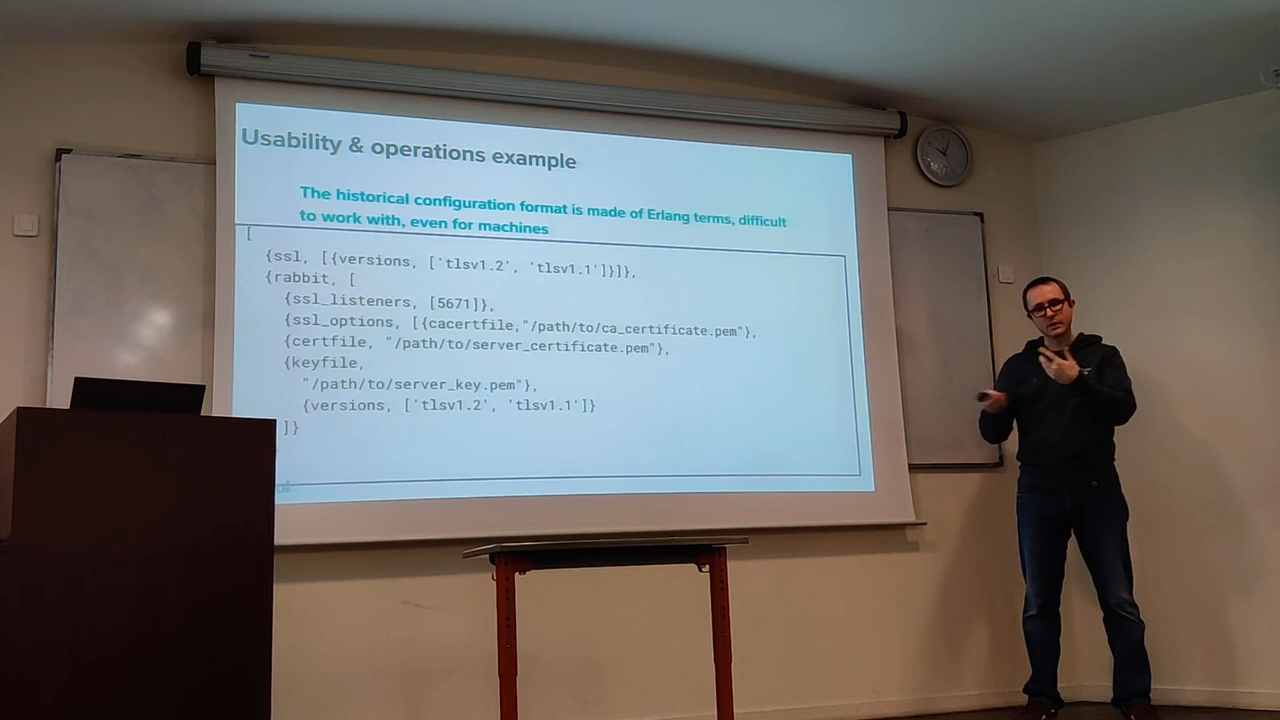 Usability & operations example
The historical configuration format is made of Erlang terms, difficult
to work with, even for machines
[
{ssl, [{versions, ['tlsv1.2', 'tlsv1.1']}]},
{rabbit, [
{ssl_listeners, [5671]},
{ssl_options, [{cacertfile,"/path/to/ca_certificate.pem"},
{certfile, "/path/to/server_certificate.pem"},
{keyfile,
"/path/to/server_key.pem"},
{versions, ['tlsv1.2', 'tlsv1.1']}
]}